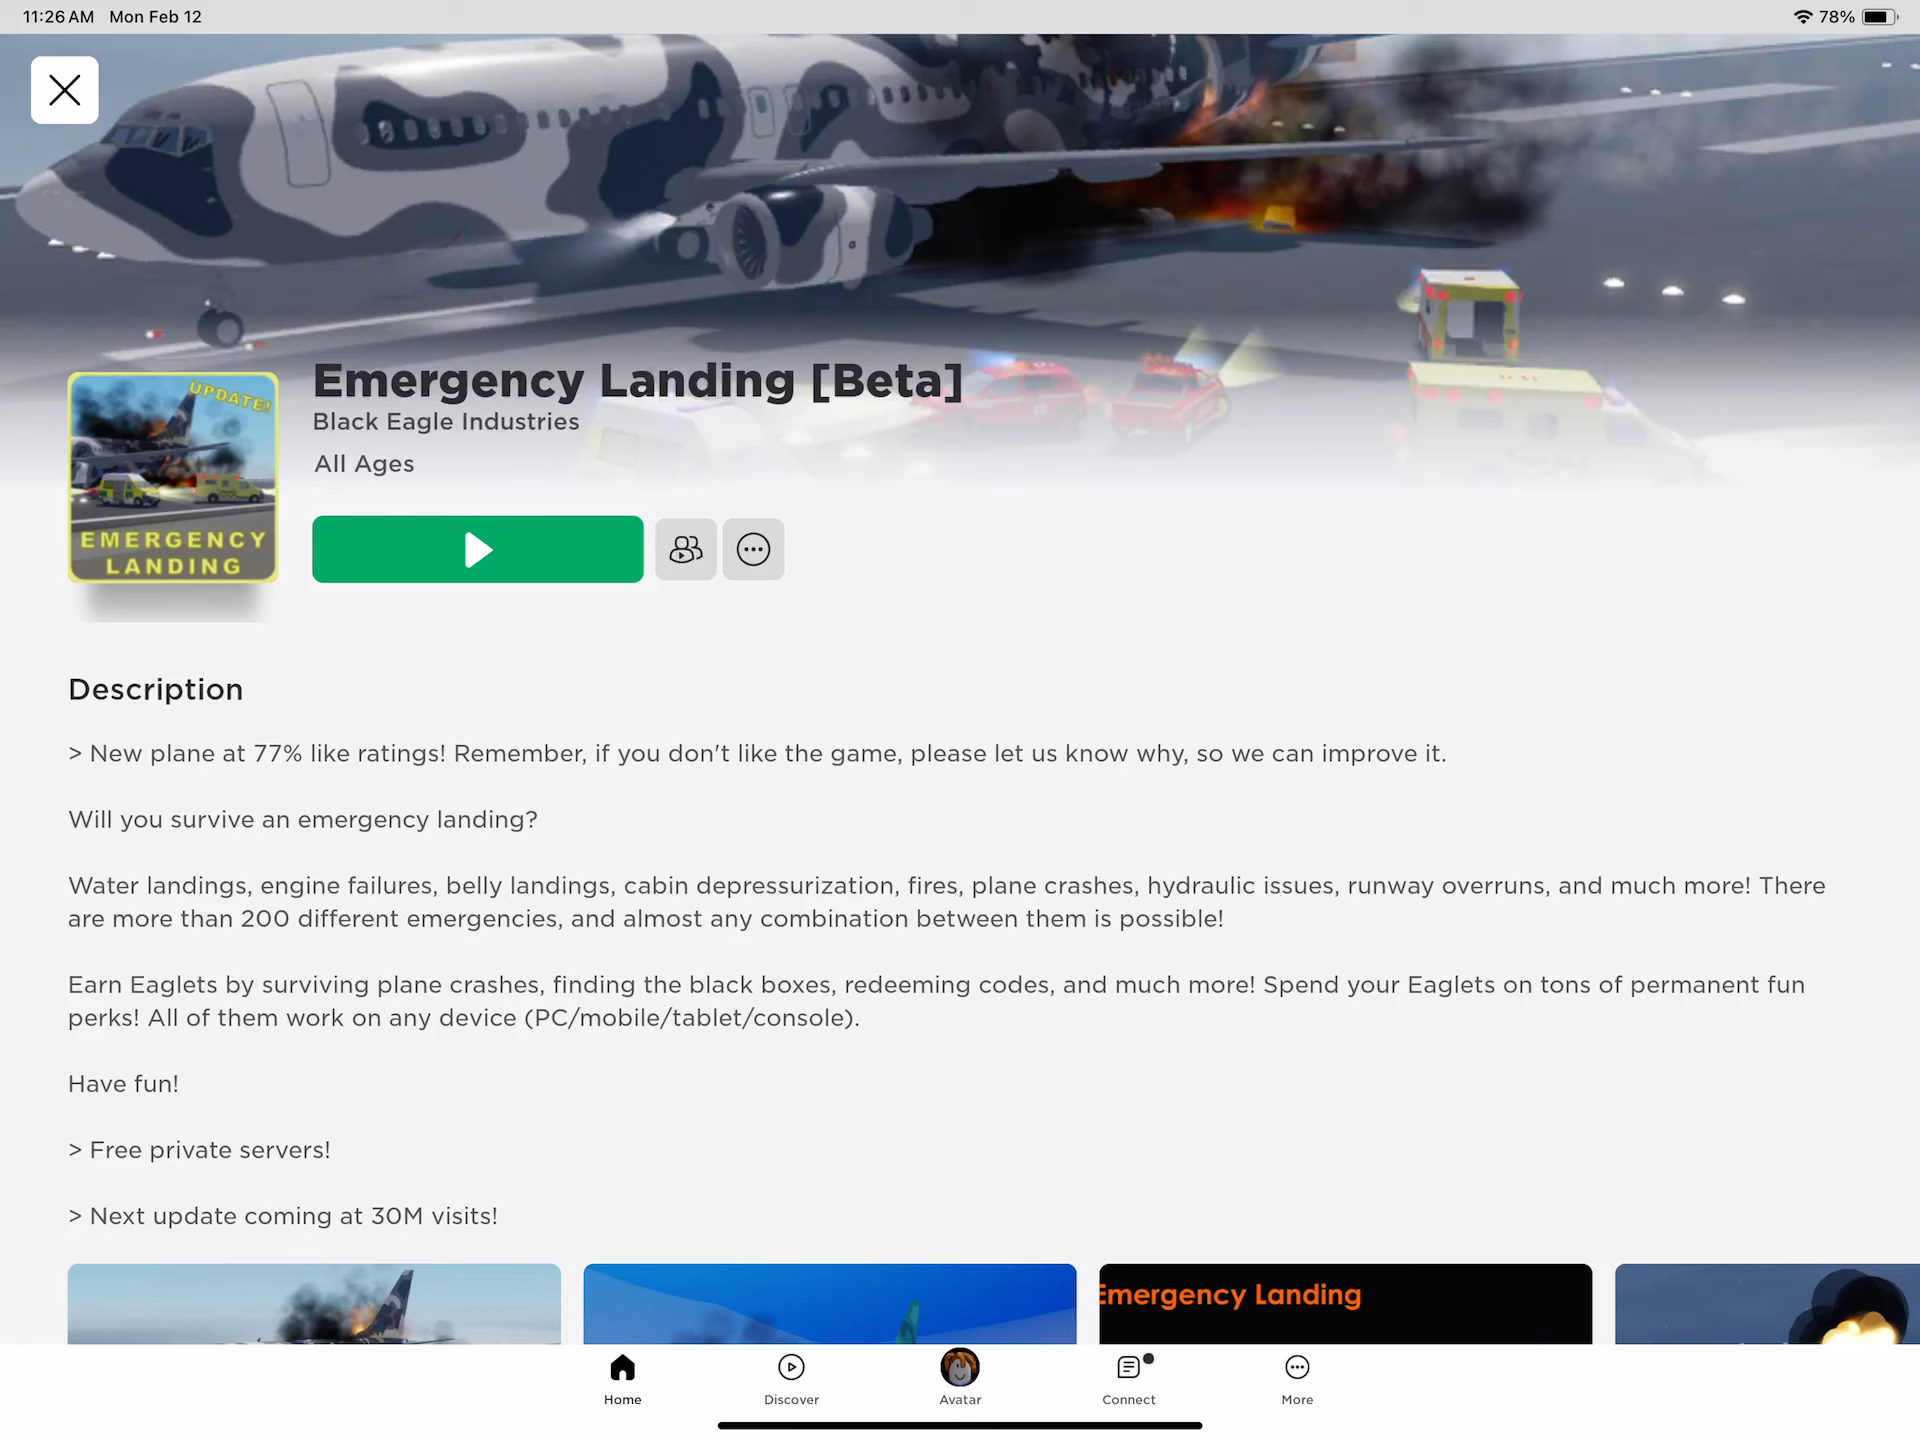 11:26 AM Mon Feb 12
78%
UPDATE!
EMERGENCY
LANDING
Emergency Landing [Beta]
Black Eagle Industries
All Ages
Description
> New plane at 77% like ratings! Remember, if you don't like the game, please let us know why, so we can improve it.
Will you survive an emergency landing?
Water landings, engine failures, belly landings, cabin depressurization, fires, plane crashes, hydraulic issues, runway overruns, and much more! There
are more than 200 different emergencies, and almost any combination between them is possible!
Earn Eaglets by surviving plane crashes, finding the black boxes, redeeming codes, and much more! Spend your Eaglets on tons of permanent fun
perks! All of them work on any device (PC/mobile/tablet/console).
Have fun!
> Free private servers!
> Next update coming at 30M visits!
Emergency Landing
Home
Discover
Avatar
Connect
More